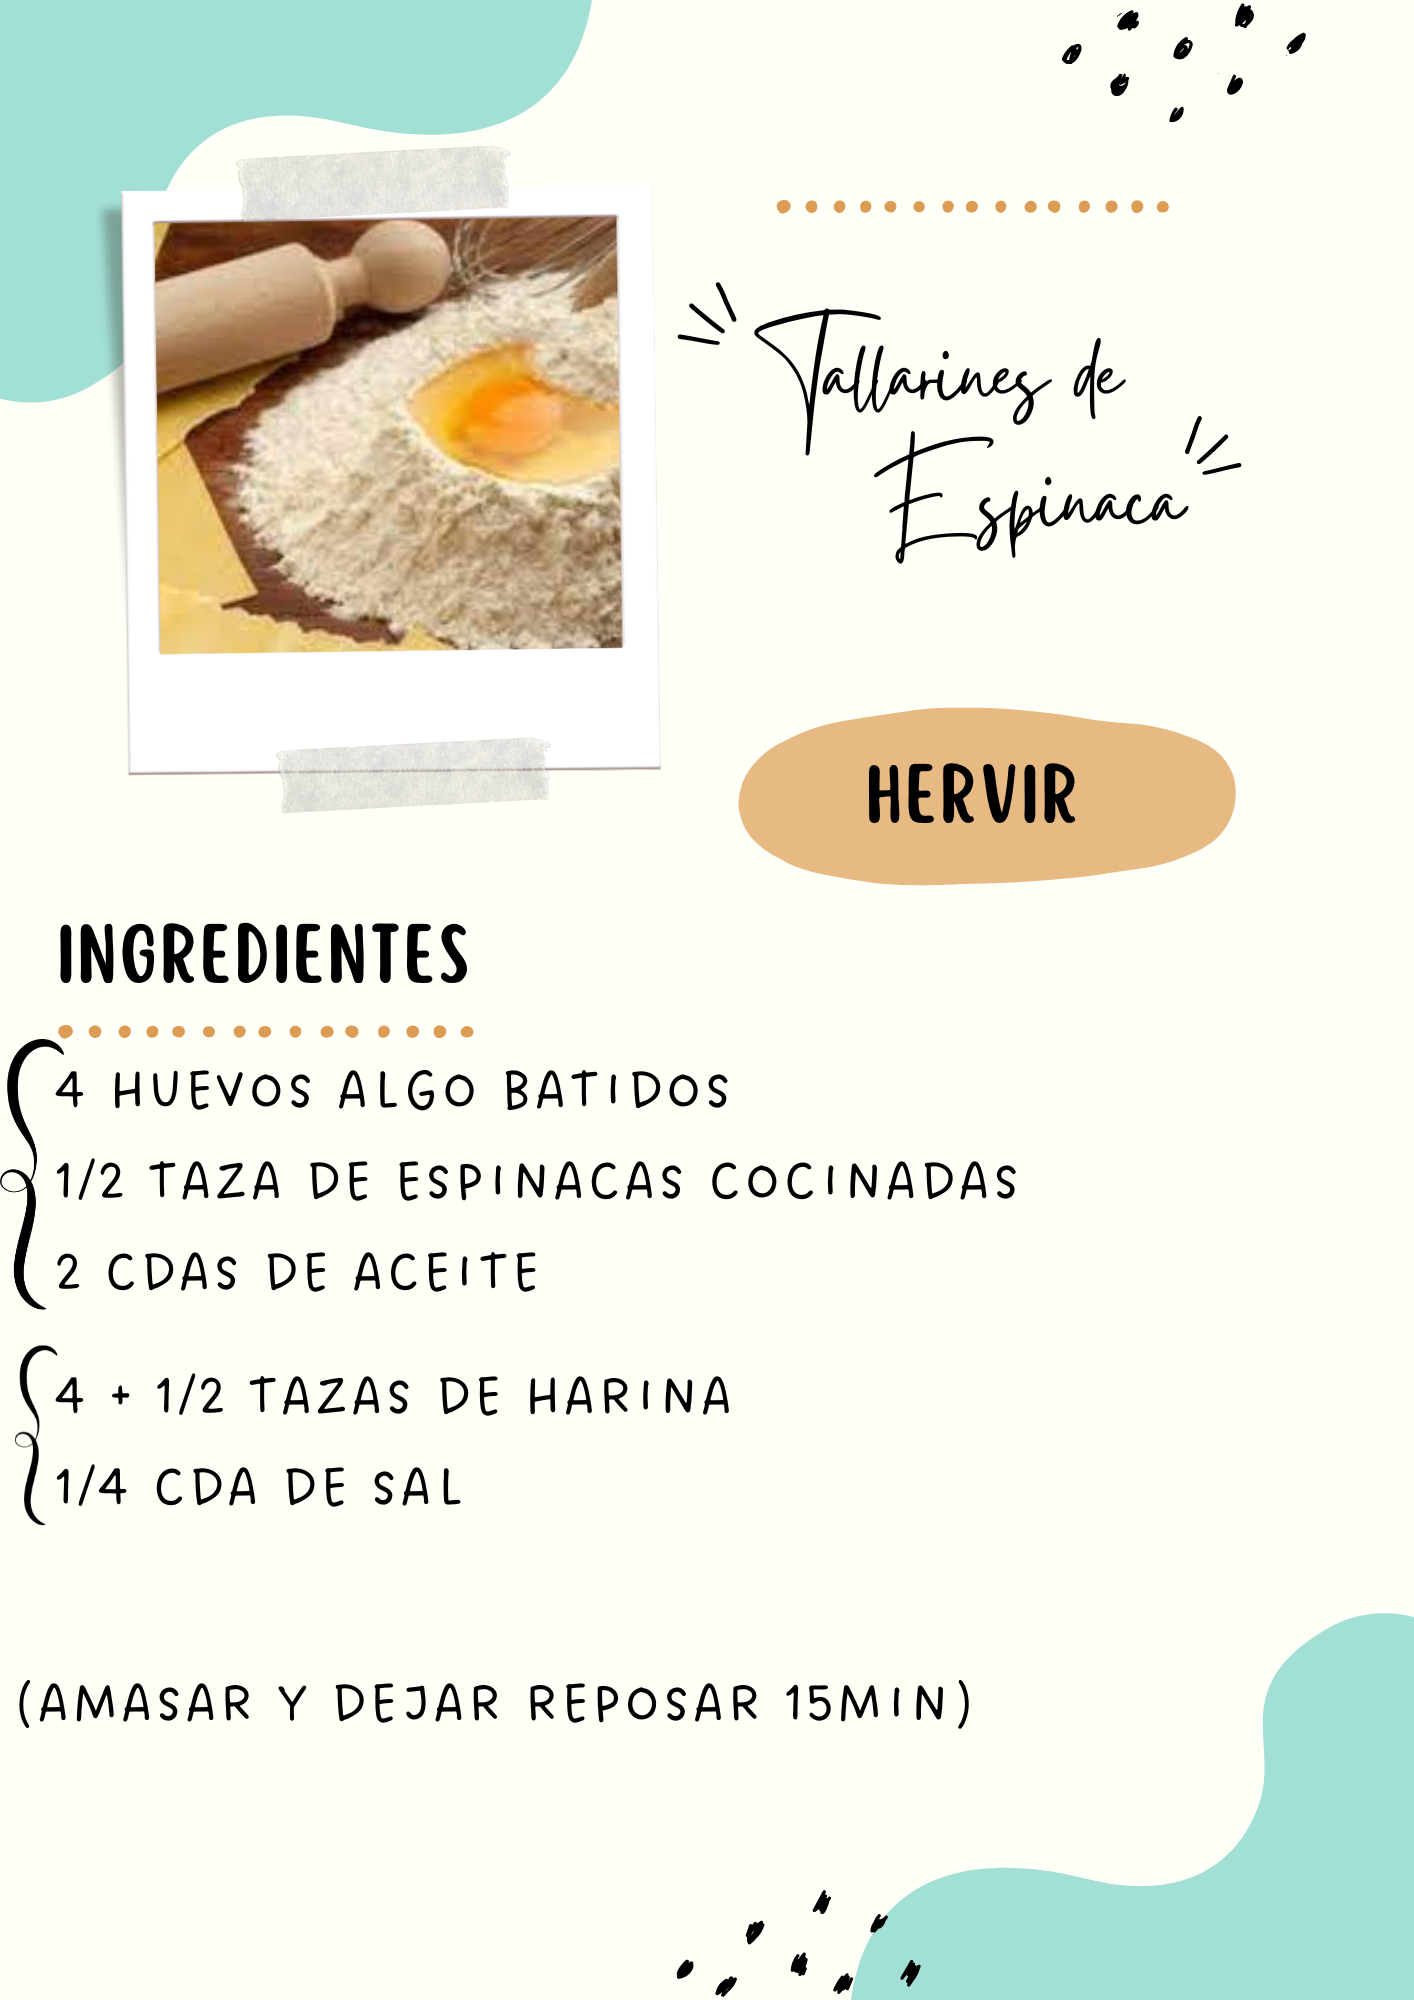 Tallarines de
Espinaca
HERVIR
INGREDIENTES
4 HUEVOS ALGO BATIDOS
1/2 TAZA DE ESPINACAS COCINADAS
2 CDAS DE ACEITE
4 + 1/2 TAZAS DE HARINA
1/4 CDA DE SAL
(AMASAR Y DEJAR REPOSAR 15MIN)